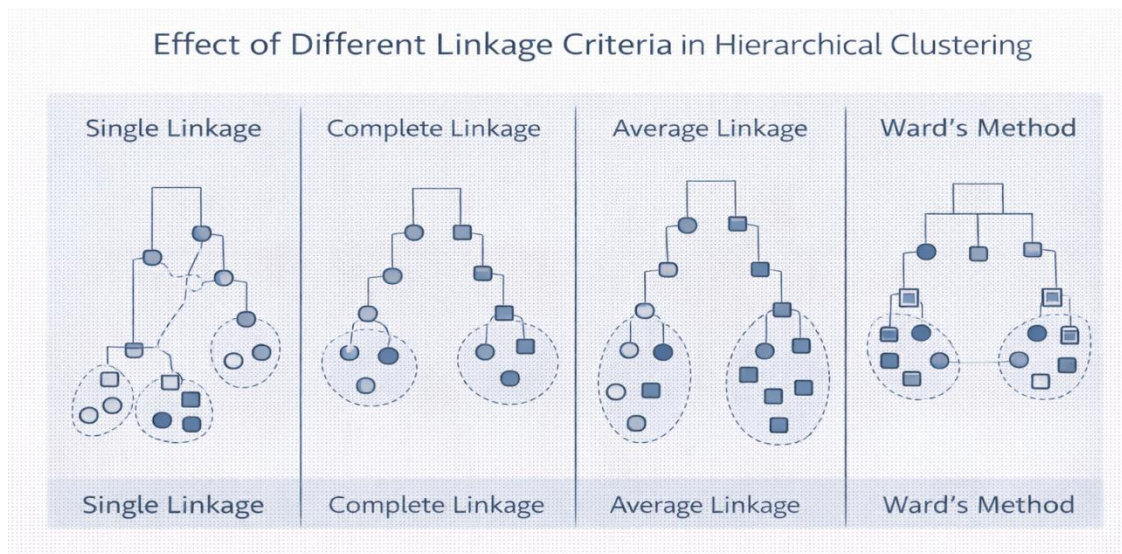 Effect of Different Linkage Criteria in Hierarchical Clustering
Single Linkage
Complete Linkage
Average Linkage
Ward's Method
Single Linkage
Complete Linkage
Average Linkage
Ward's Method